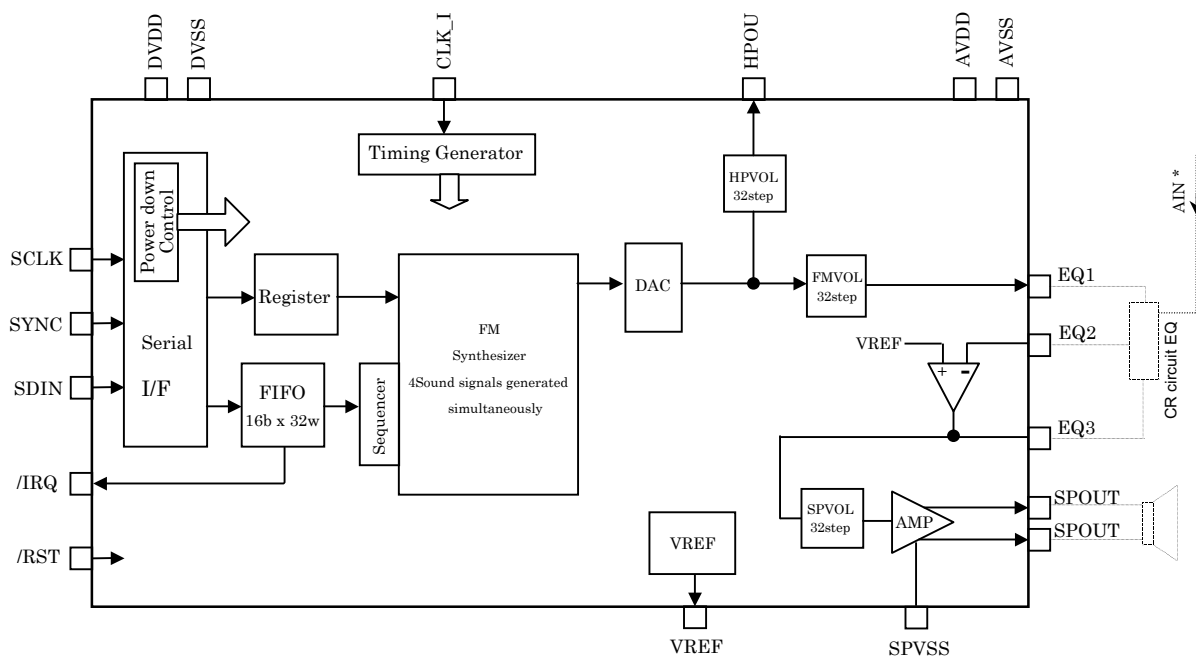 DVDD
DVSS
CLK_I
HPOU
AVDD
AVSS
Timing Generator
Power down
Control
HPVOL
32step
AIN *
SCLK
SYNC
SDIN
/IRQ
/RST
Serial
I/F
Register
FIFO
16b x 32w
Sequencer
FM
Synthesizer
4Sound signals generated
simultaneously
DAC
FMVOL
32step
EQ1
VREF
+ -
EQ2
CR circuit EQ
EQ3
SPVOL
32step
AMP
SPOUT
SPOUT
VREF
VREF
SPVSS